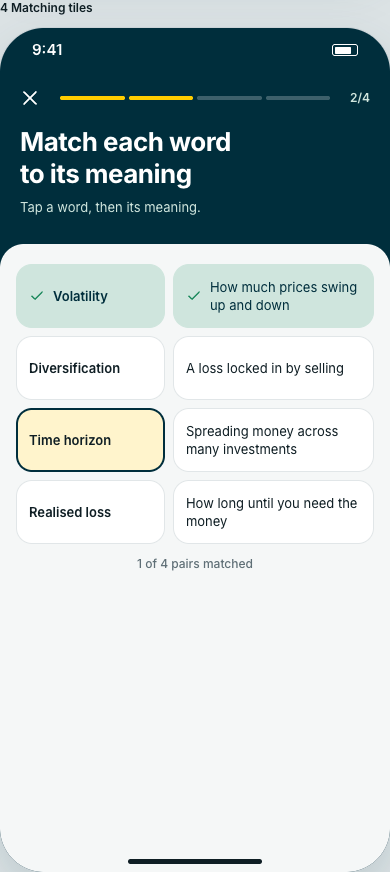 4 Matching tiles
9:41
2/4
Match each word
to its meaning
Tap a word, then its meaning.
Volatility
How much prices swing
up and down
Diversification
A loss locked in by selling
Time horizon
Spreading money across
many investments
Realised loss
How long until you need the
money
1 of 4 pairs matched